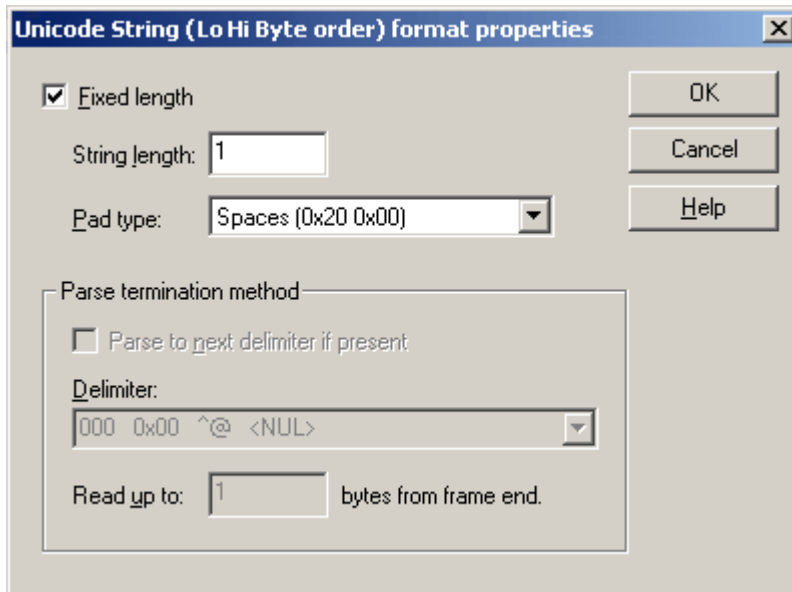 Unicode String (Lo Hi Byte order) format properties
Fixed length
OK
String length: 1
Cancel
Pad type: Spaces (0x20 0x00)
Help
Parse termination method
Parse to next delimiter if present
Delimiter:
000 0x00 ^@ <NUL>
Read up to: 1 bytes from frame end.